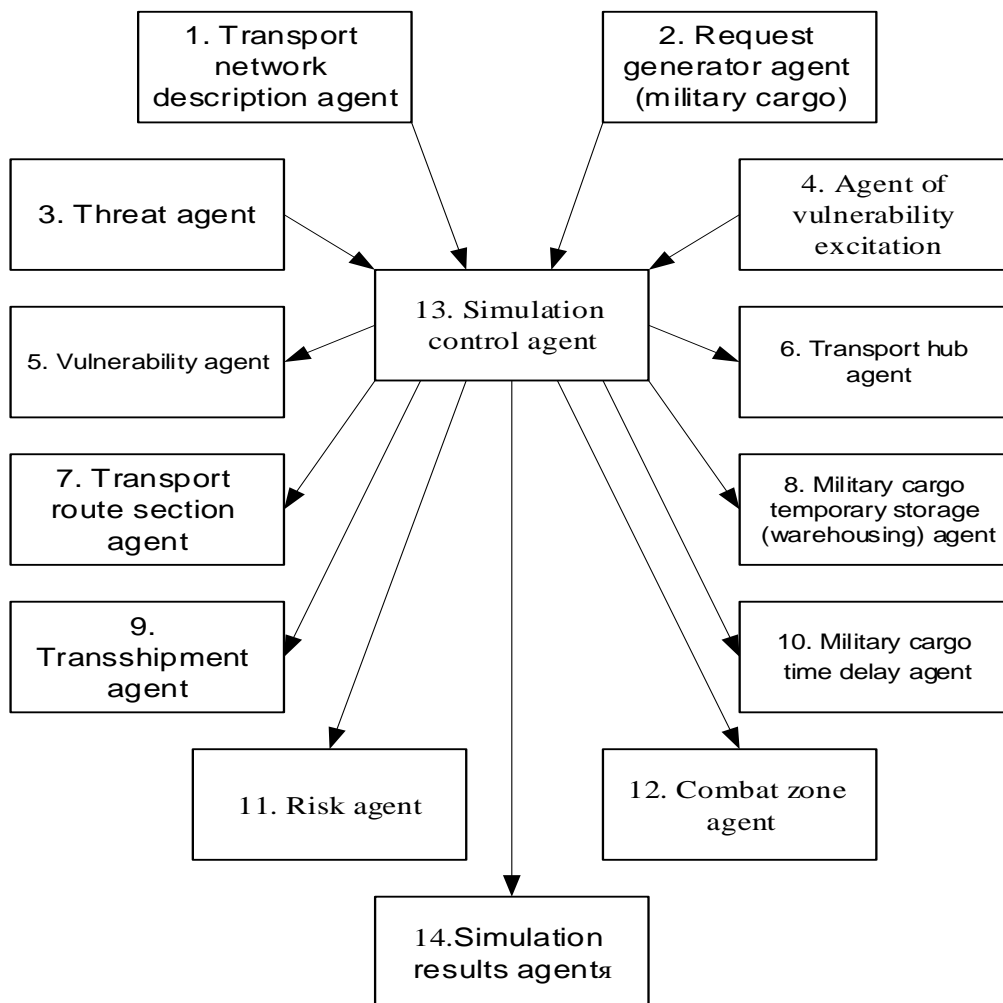 1. Transport
network
description agent
2. Request
generator agent
(military cargo)
3. Threat agent
4. Agent of
vulnerability
excitation
13. Simulation
control agent
5. Vulnerability agent
6. Transport hub
agent
7. Transport
route section
agent
8. Military cargo
temporary storage
(warehousing) agent
9.
Transshipment
agent
10. Military cargo
time delay agent
11. Risk agent
12. Combat zone
agent
14.Simulation
results agentя